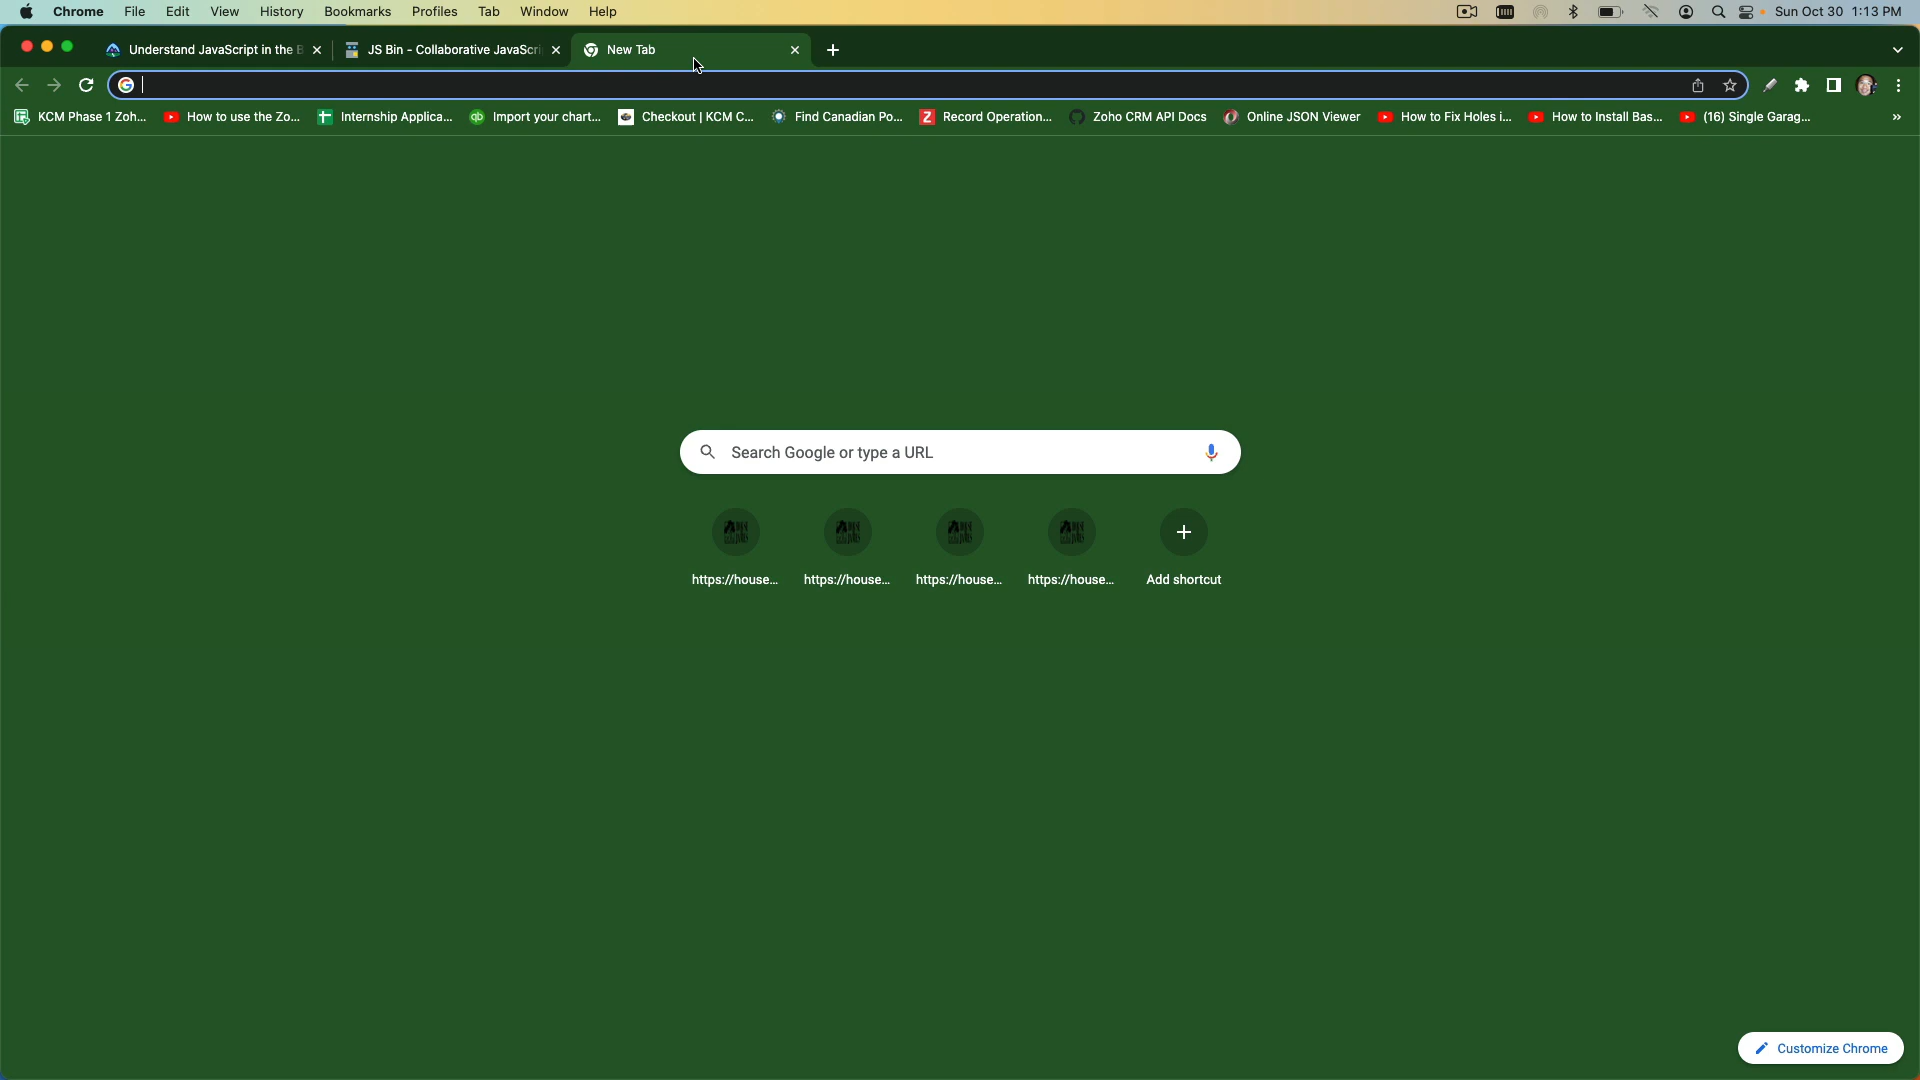 Chrome File Edit View History Bookmarks Profiles Tab Window Help Sun Oct 30 1:13 PM
Understand JavaScript in the B JS Bin - Collaborative JavaScri New Tab
KCM Phase 1 Zoh... How to use the Zo... Internship Applica... qb Import your chart... Checkout | KCM C... Find Canadian Po... Z Record Operation... Zoho CRM API Docs Online JSON Viewer How to Fix Holes i... How to Install Bas... (16) Single Garag... »
Search Google or type a URL
https://house... https://house... https://house... https://house... Add shortcut
Customize Chrome